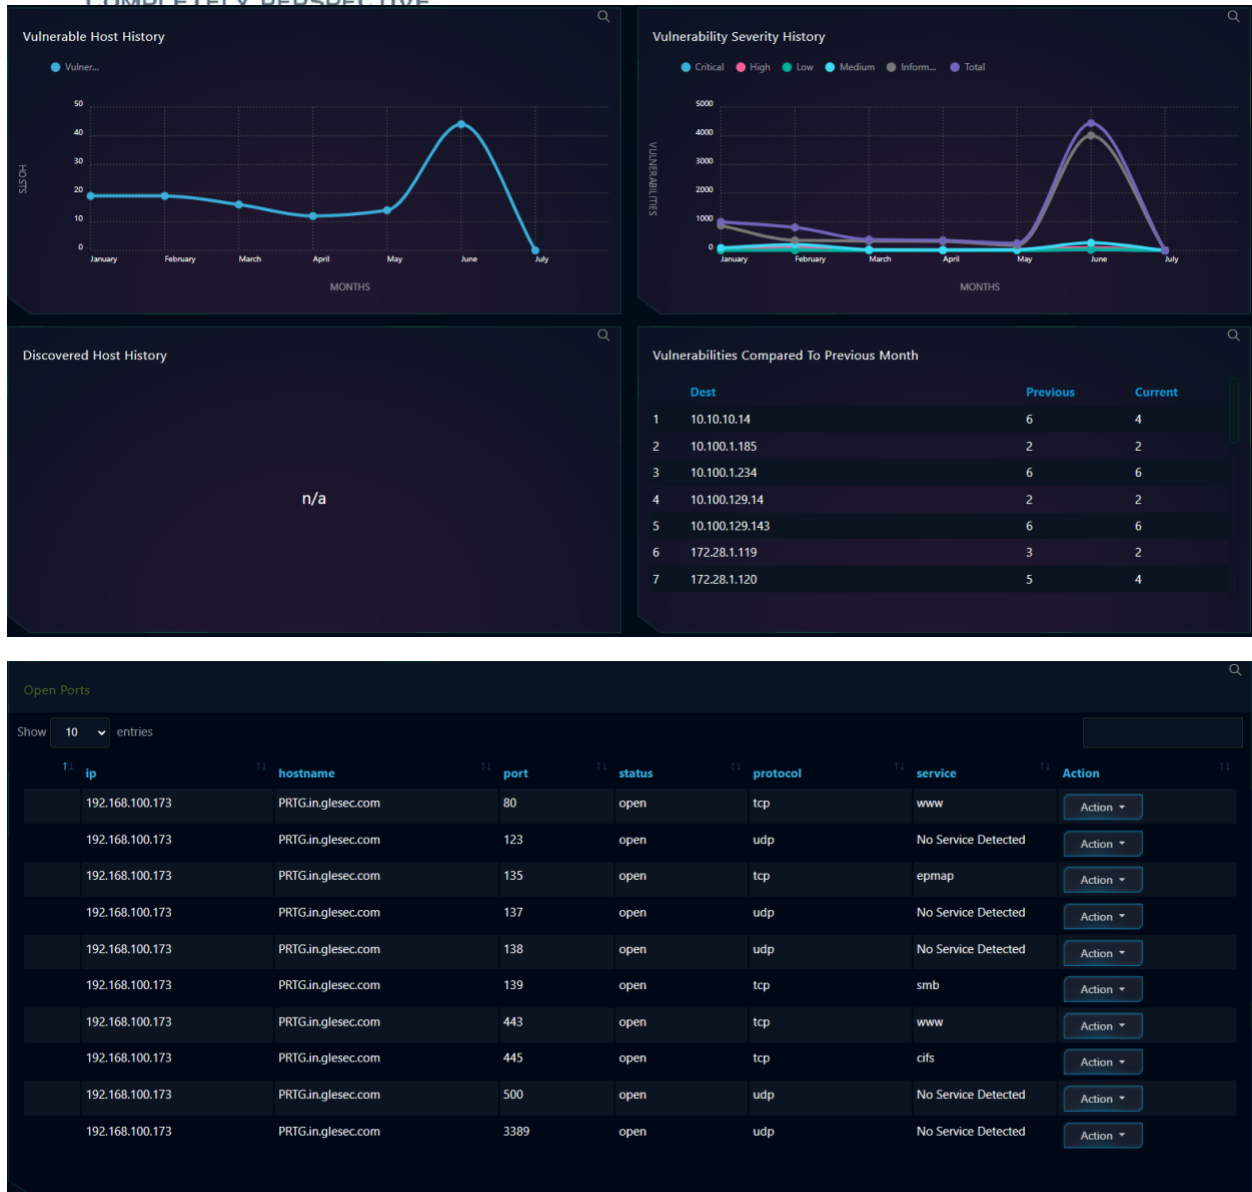 COMPLETELY PERSPECTIVE
Vulnerable Host History
Vulner...
50
40
30
20
10
0
HOSTS
January February March April May June July
MONTHS
Vulnerability Severity History
Critical High Low Medium Inform... Total
5000
4000
3000
2000
1000
0
VULNERABILITIES
January February March April May June July
MONTHS
Discovered Host History
n/a
Vulnerabilities Compared To Previous Month
Dest Previous Current
1 10.10.10.14 6 4
2 10.100.1.185 2 2
3 10.100.1.234 6 6
4 10.100.129.14 2 2
5 10.100.129.143 6 6
6 172.28.1.119 3 2
7 172.28.1.120 5 4
Open Ports
Show 10 entries
ip hostname port status protocol service Action
192.168.100.173 PRTG.in.glesec.com 80 open tcp www Action
192.168.100.173 PRTG.in.glesec.com 123 open udp No Service Detected Action
192.168.100.173 PRTG.in.glesec.com 135 open tcp epmap Action
192.168.100.173 PRTG.in.glesec.com 137 open udp No Service Detected Action
192.168.100.173 PRTG.in.glesec.com 138 open udp No Service Detected Action
192.168.100.173 PRTG.in.glesec.com 139 open tcp smb Action
192.168.100.173 PRTG.in.glesec.com 443 open tcp www Action
192.168.100.173 PRTG.in.glesec.com 445 open tcp cifs Action
192.168.100.173 PRTG.in.glesec.com 500 open udp No Service Detected Action
192.168.100.173 PRTG.in.glesec.com 3389 open udp No Service Detected Action